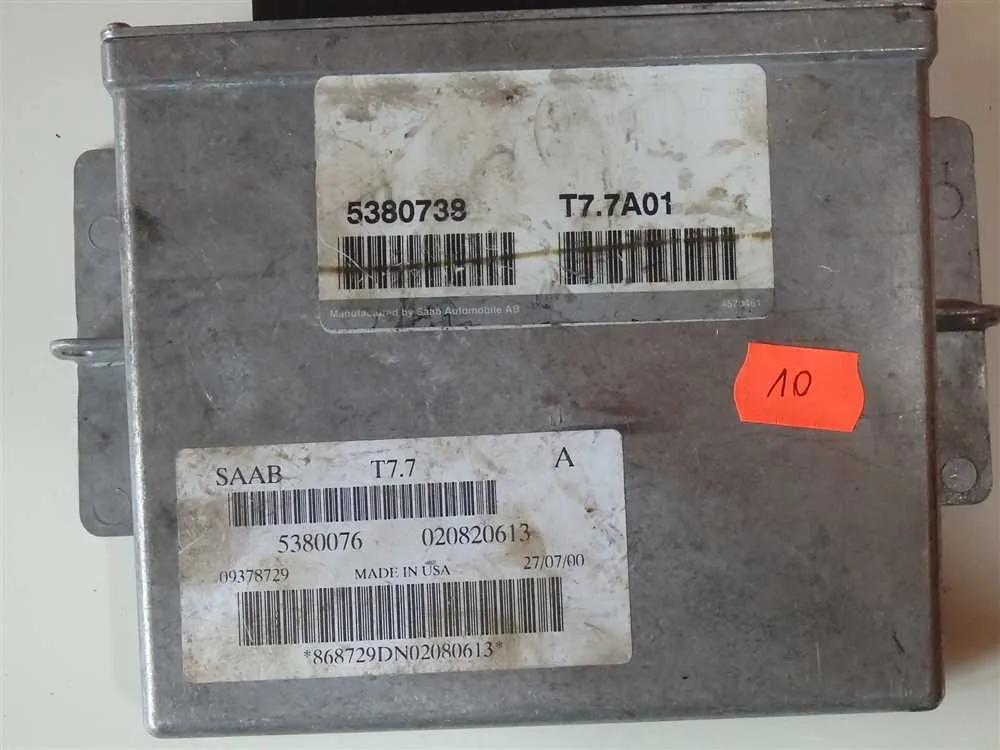 5380738 T7.7A01
Manufactured by Saab Automobile AB 4570461
10
SAAB T7.7 A
5380076 020820613
09378729 MADE IN USA 27/07/00
*868729DN02080613*